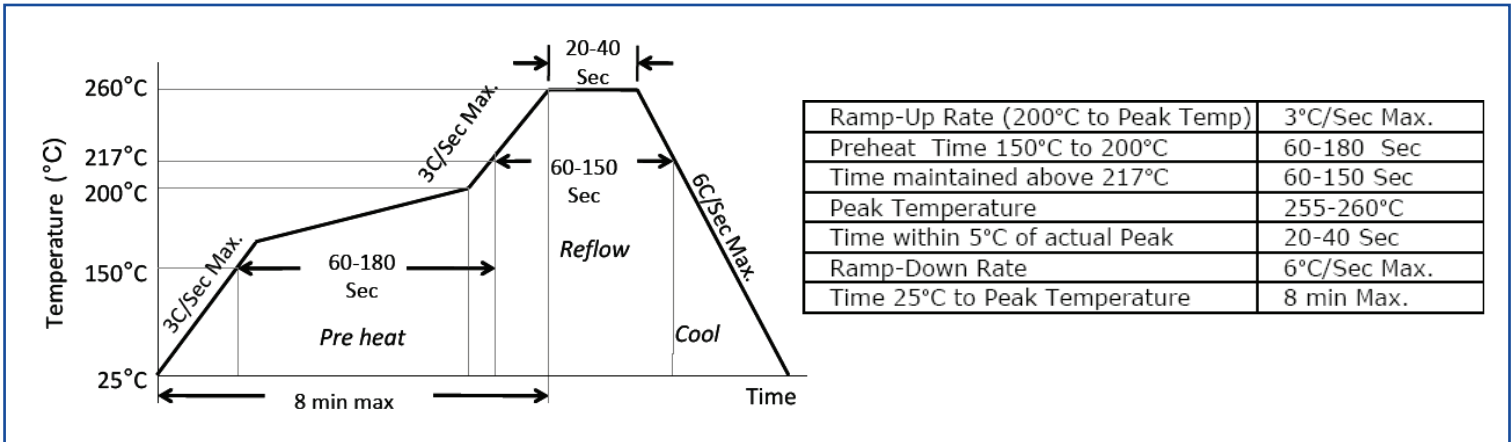 20-40
Sec
260°C
217°C
200°C
150°C
25°C
Temperature (°C)
3C/Sec Max.
3C/Sec Max.
60-150
Sec
6C/Sec Max.
Reflow
60-180
Sec
Pre heat
Cool
8 min max
Time
Ramp-Up Rate (200°C to Peak Temp) 3°C/Sec Max.
Preheat Time 150°C to 200°C 60-180 Sec
Time maintained above 217°C 60-150 Sec
Peak Temperature 255-260°C
Time within 5°C of actual Peak 20-40 Sec
Ramp-Down Rate 6°C/Sec Max.
Time 25°C to Peak Temperature 8 min Max.